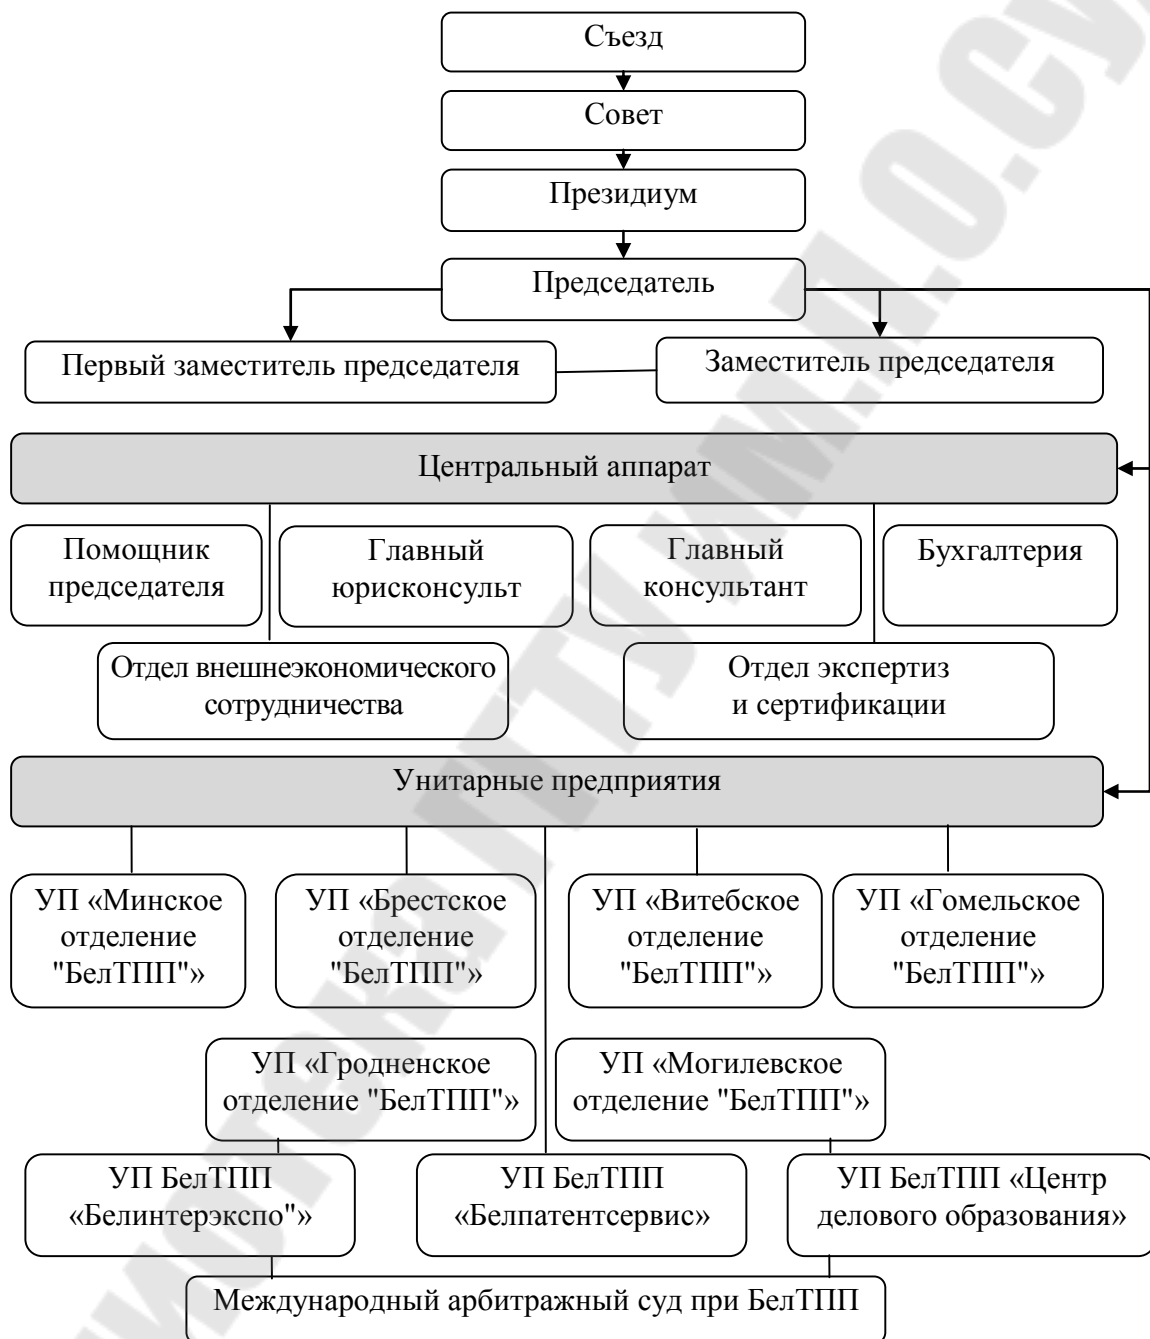 Съезд
Совет
Президиум
Председатель
Первый заместитель председателя
Заместитель председателя
Центральный аппарат
Помощник
председателя
Главный
юрисконсульт
Главный
консультант
Бухгалтерия
Отдел внешнеэкономического
сотрудничества
Отдел экспертиз
и сертификации
Унитарные предприятия
УП «Минское
отделение
"БелТПП"»
УП «Брестское
отделение
"БелТПП"»
УП «Витебское
отделение
"БелТПП"»
УП «Гомельское
отделение
"БелТПП"»
УП «Гродненское
отделение "БелТПП"»
УП «Могилевское
отделение "БелТПП"»
УП БелТПП
«Белинтерэкспо"»
УП БелТПП
«Белпатентсервис»
УП БелТПП «Центр
делового образования»
Международный арбитражный суд при БелТПП
ГГТУ им.П.О.